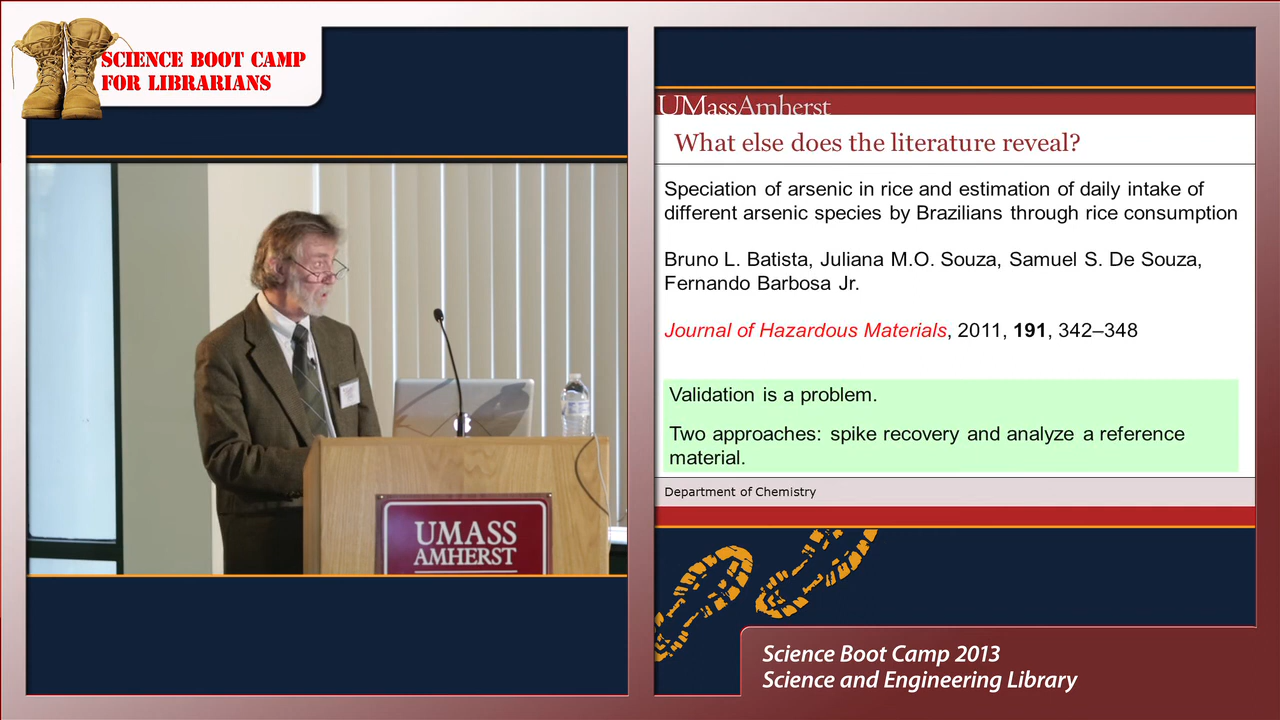 SCIENCE BOOT CAMP
FOR LIBRARIANS
UMASS
AMHERST
UMassAmherst
What else does the literature reveal?
Speciation of arsenic in rice and estimation of daily intake of
different arsenic species by Brazilians through rice consumption
Bruno L. Batista, Juliana M.O. Souza, Samuel S. De Souza,
Fernando Barbosa Jr.
Journal of Hazardous Materials, 2011, 191, 342–348
Validation is a problem.
Two approaches: spike recovery and analyze a reference
material.
Department of Chemistry
Science Boot Camp 2013
Science and Engineering Library